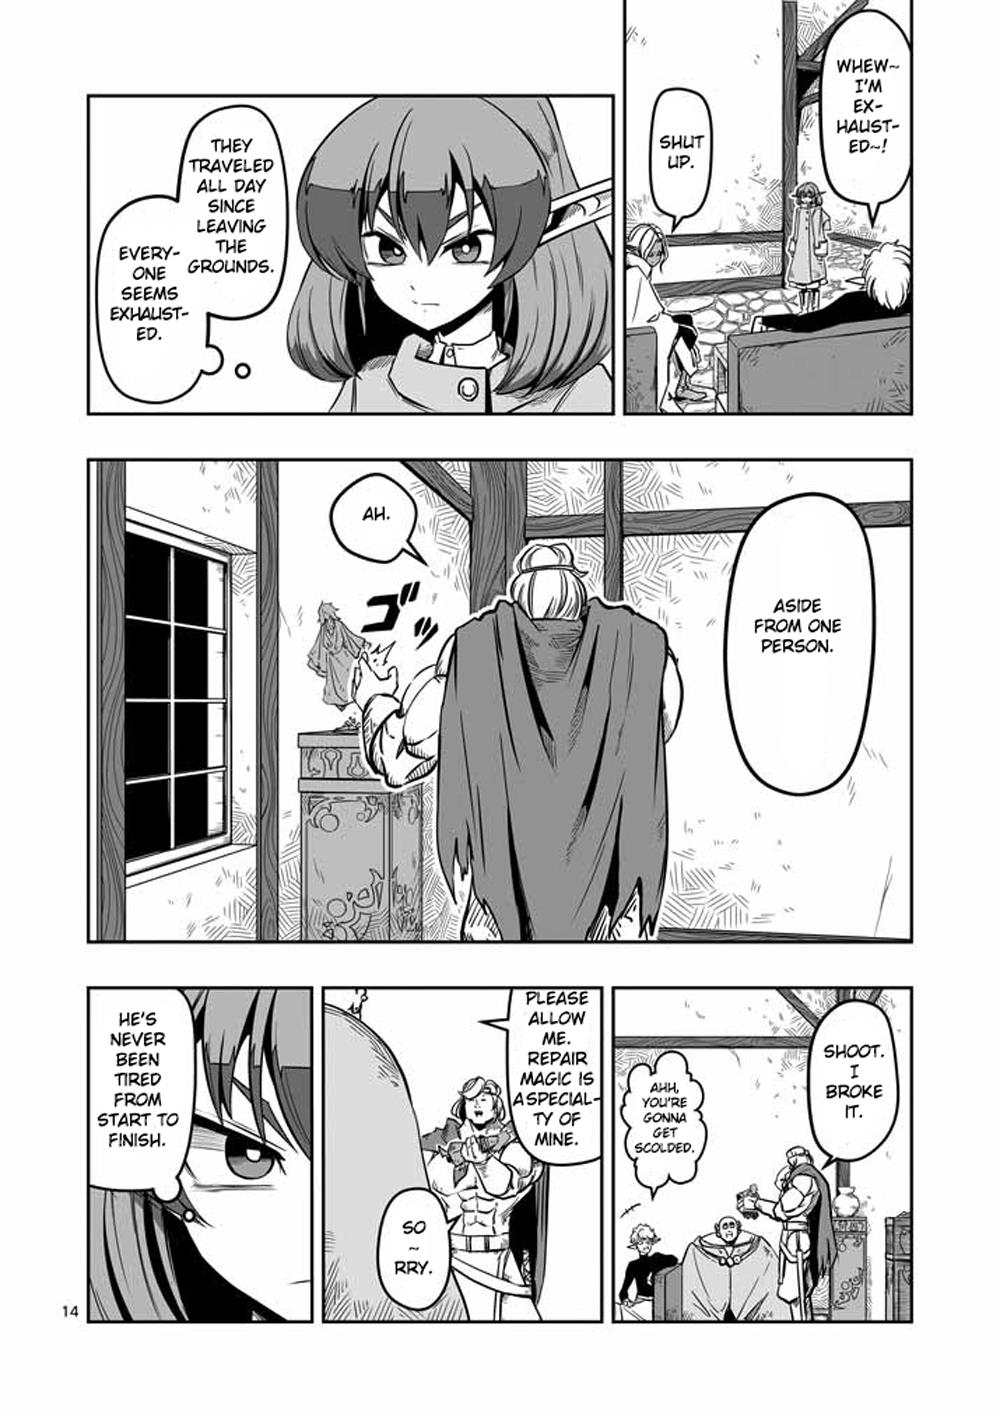 WHEW~
I'M
EX-
HAUST-
ED~!
SHUT
UP.
THEY
TRAVELED
ALL DAY
SINCE
LEAVING
THE
GROUNDS.
EVERY-
ONE
SEEMS
EXHAUST-
ED.
ASIDE
FROM ONE
PERSON.
AH.
ゴッ
SHOOT.
I
BROKE
IT.
AHH,
YOU'RE
GONNA
GET
SCOLDED.
PLEASE
ALLOW
ME.
REPAIR
MAGIC IS
A SPECIAL-
TY OF
MINE.
SO
~
RRY.
HE'S
NEVER
BEEN
TIRED
FROM
START TO
FINISH.
14